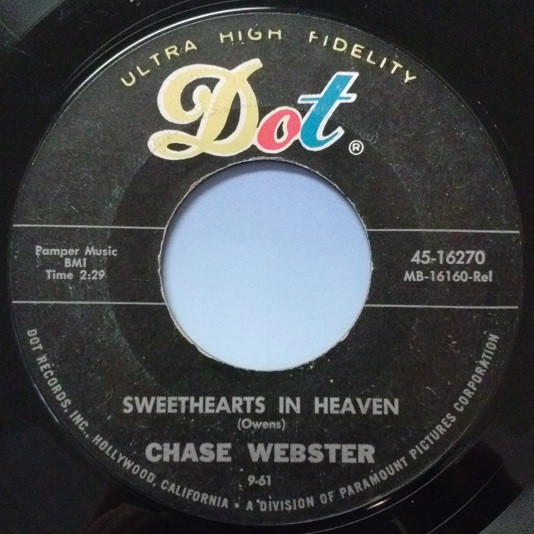 ULTRA HIGH FIDELITY
Dot ®
Pamper Music
BMI
Time 2:29
45-16270
MB-16160-Rel
SWEETHEARTS IN HEAVEN
(Owens)
CHASE WEBSTER
9-61
DOT RECORDS, INC., HOLLYWOOD, CALIFORNIA • A DIVISION OF PARAMOUNT PICTURES CORPORATION